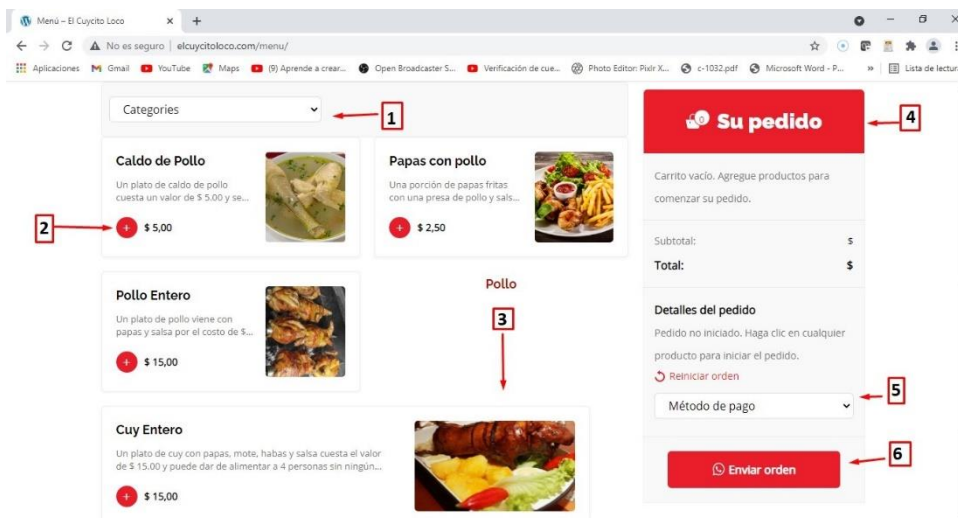 Menú – El Cuycito Loco
No es seguro | elcuycitoloco.com/menu/
Aplicaciones
Gmail
YouTube
Maps
(9) Aprende a crear...
Open Broadcaster S...
Verificación de cue...
Photo Editor: Pixlr X...
c-1032.pdf
Microsoft Word - P...
»
Lista de lectura
Categories
1
Caldo de Pollo
Un plato de caldo de pollo
cuesta un valor de $ 5.00 y se...
2
+ $ 5,00
Papas con pollo
Una porción de papas fritas
con una presa de pollo y sals...
+ $ 2,50
Pollo Entero
Un plato de pollo viene con
papas y salsa por el costo de $...
+ $ 15,00
Pollo
3
Cuy Entero
Un plato de cuy con papas, mote, habas y salsa cuesta el valor
de $ 15.00 y puede dar de alimentar a 4 personas sin ningún...
+ $ 15,00
0
Su pedido
4
Carrito vacío. Agregue productos para
comenzar su pedido.
Subtotal: $
Total: $
Detalles del pedido
Pedido no iniciado. Haga clic en cualquier
producto para iniciar el pedido.
Reiniciar orden
Método de pago
5
Enviar orden
6